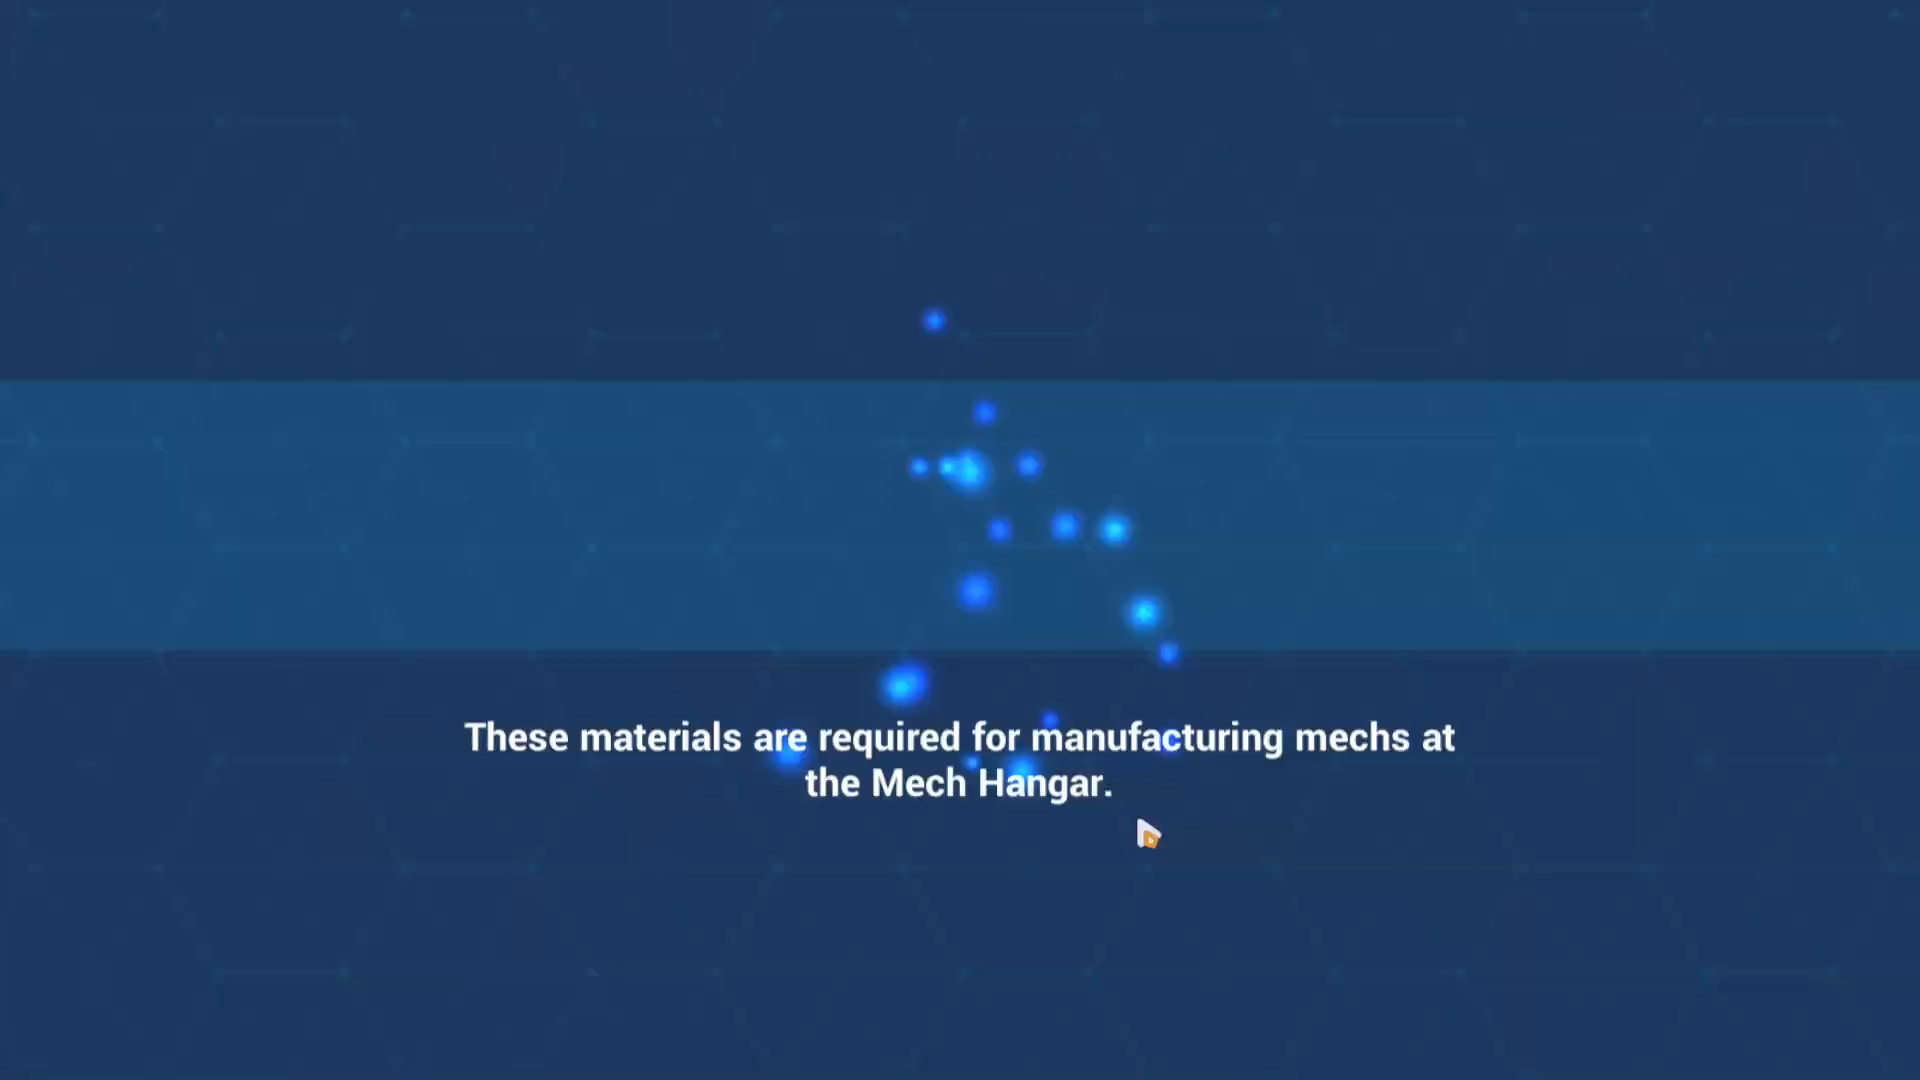 These materials are required for manufacturing mechs at
the Mech Hangar.